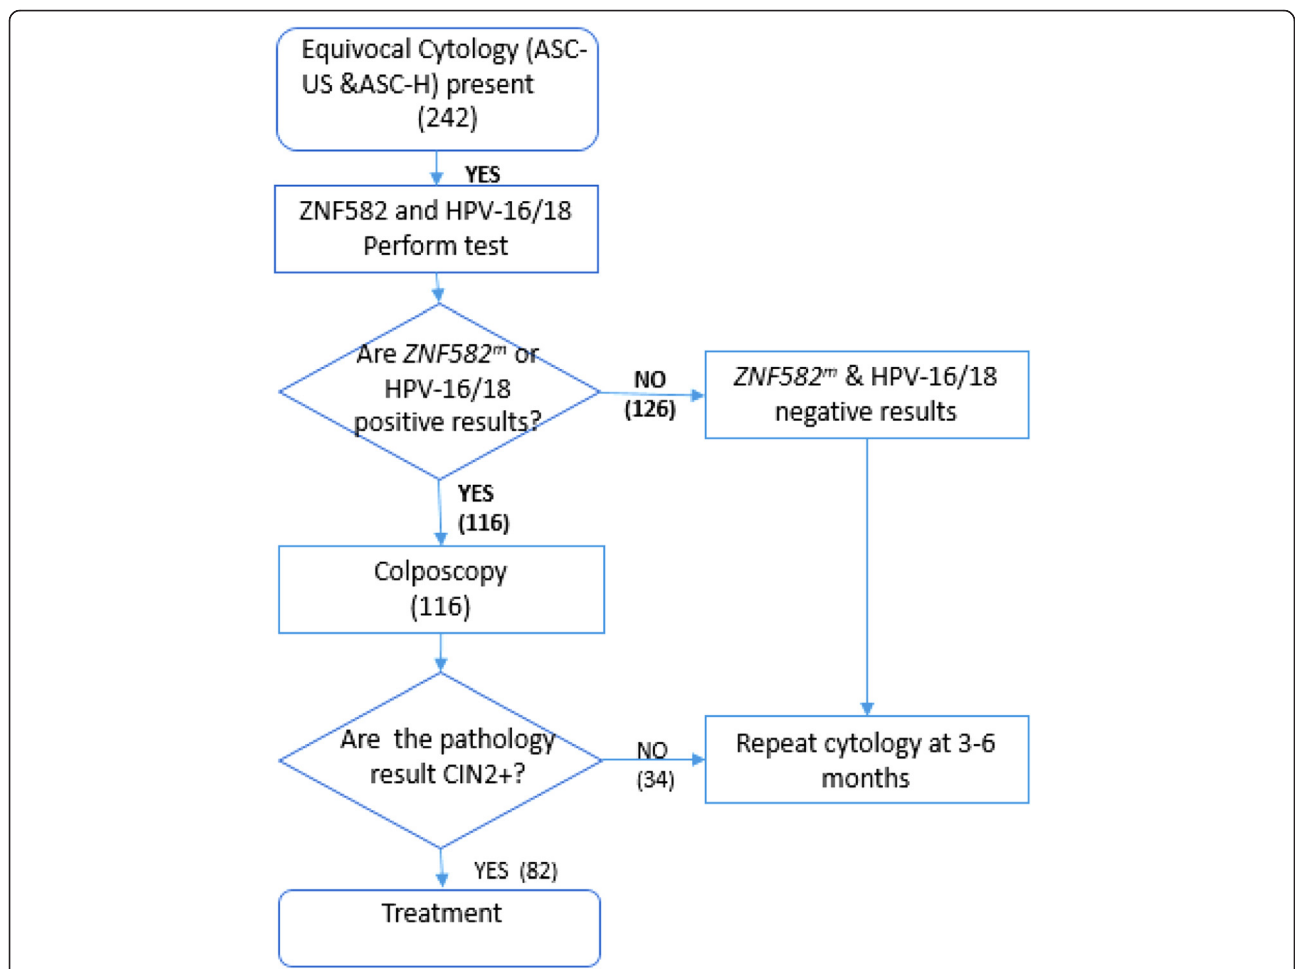 Equivocal Cytology (ASC-
US &ASC-H) present
(242)
YES
ZNF582 and HPV-16/18
Perform test
Are ZNF582ᵐ or
HPV-16/18
positive results?
NO
(126)
ZNF582ᵐ & HPV-16/18
negative results
YES
(116)
Colposcopy
(116)
Are the pathology
result CIN2+?
NO
(34)
Repeat cytology at 3-6
months
YES (82)
Treatment